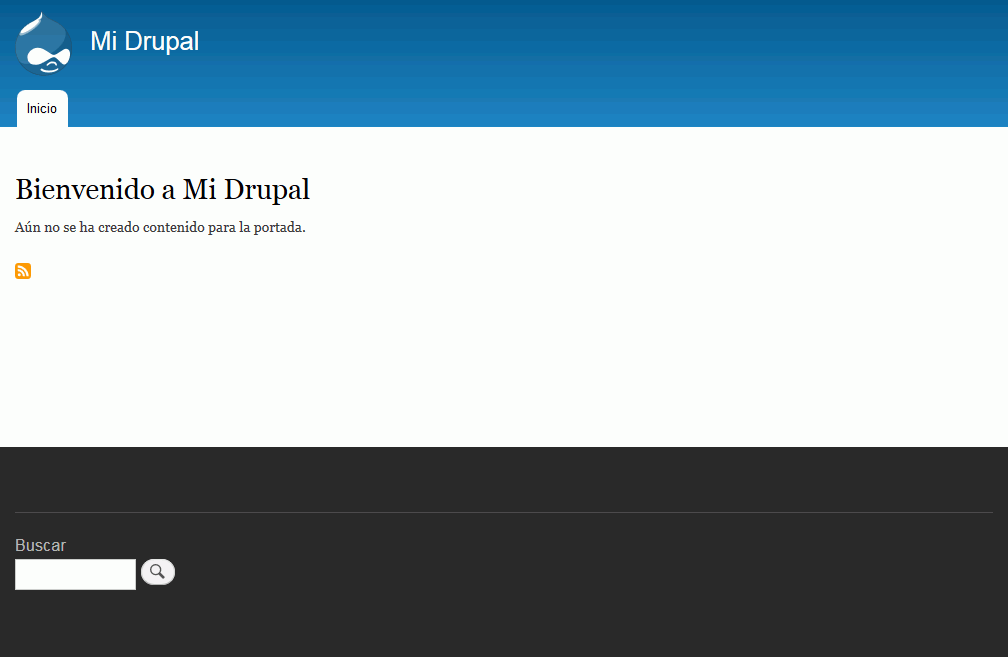 Mi Drupal
Inicio
Bienvenido a Mi Drupal
Aún no se ha creado contenido para la portada.
Buscar